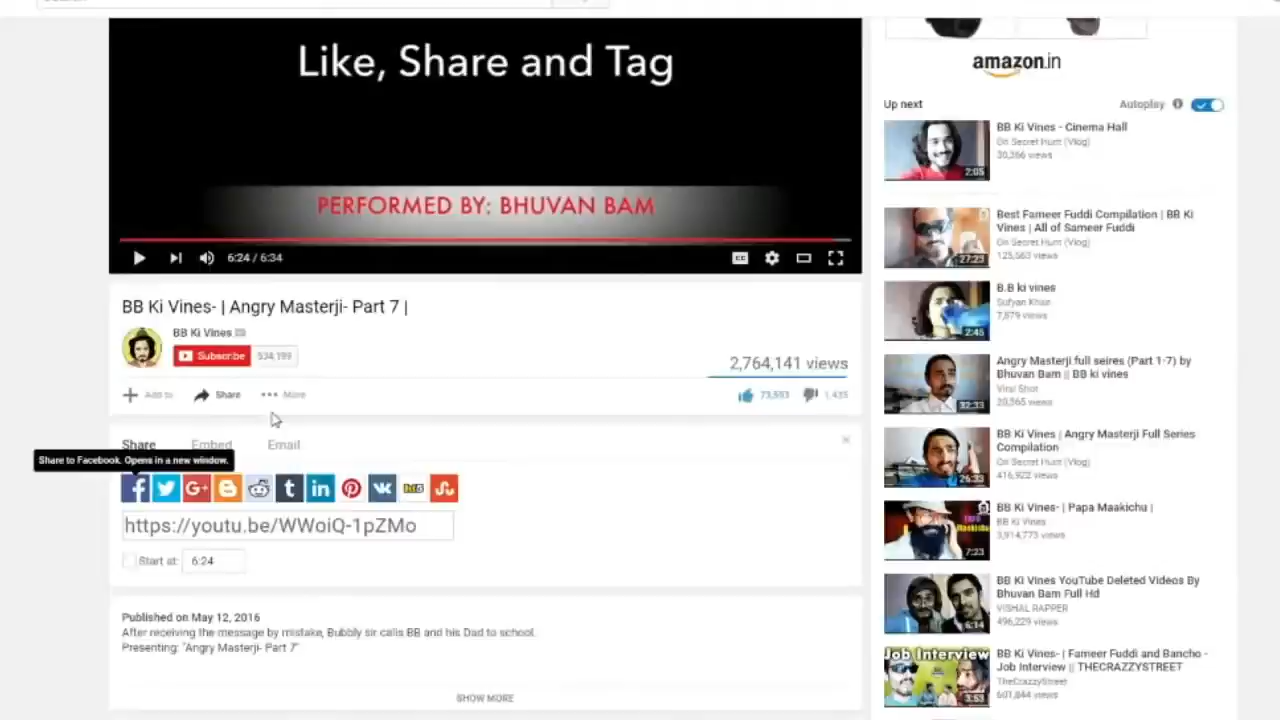 Like, Share and Tag
PERFORMED BY: BHUVAN BAM
6:24 / 6:34
CC
BB Ki Vines- | Angry Masterji- Part 7 |
BB Ki Vines
Subscribe 534,199
2,764,141 views
Add to Share More
73,593 1,435
Share Embed Email
Share to Facebook. Opens in a new window.
https://youtu.be/WWoiQ-1pZMo
Start at: 6:24
Published on May 12, 2016
After receiving the message by mistake, Bubbly sir calls BB and his Dad to school.
Presenting: "Angry Masterji- Part 7"
SHOW MORE
amazon.in
Up next Autoplay
BB Ki Vines - Cinema Hall
On Secret Hunt (Vlog)
30,366 views
2:05
Best Fameer Fuddi Compilation | BB Ki
Vines | All of Sameer Fuddi
On Secret Hunt (Vlog)
125,563 views
27:23
B.B ki vines
Sufyan Khan
7,879 views
2:45
Angry Masterji full seires (Part 1-7) by
Bhuvan Bam || BB ki vines
Viral Shot
20,365 views
32:33
BB Ki Vines | Angry Masterji Full Series
Compilation
On Secret Hunt (Vlog)
416,922 views
26:33
BB Ki Vines- | Papa Maakichu |
BB Ki Vines
3,914,773 views
7:23
BB Ki Vines YouTube Deleted Videos By
Bhuvan Bam Full Hd
VISHAL RAPPER
496,229 views
6:14
BB Ki Vines- | Fameer Fuddi and Bancho -
Job Interview || THECRAZZYSTREET
TheCrazzyStreet
601,844 views
Job Interview
3:53